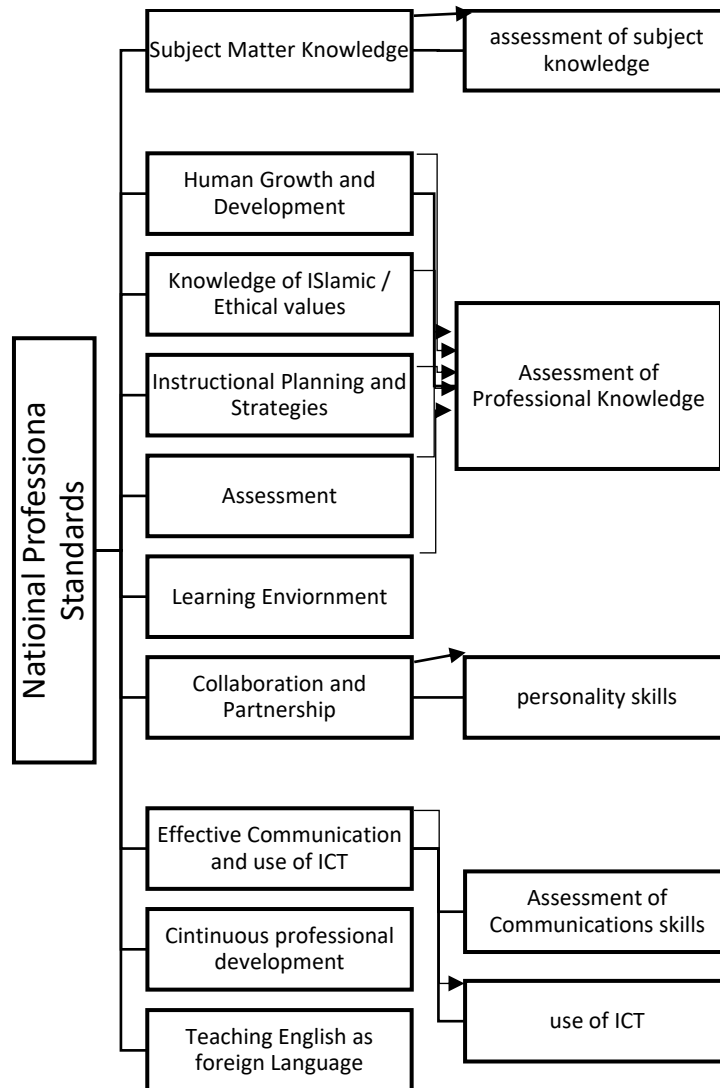 Natioinal Professiona
Standards
Subject Matter Knowledge
assessment of subject
knowledge
Human Growth and
Development
Knowledge of ISlamic /
Ethical values
Instructional Planning and
Strategies
Assessment
Learning Enviornment
Assessment of
Professional Knowledge
Collaboration and
Partnership
personality skills
Effective Communication
and use of ICT
Assessment of
Communications skills
use of ICT
Cintinuous professional
development
Teaching English as
foreign Language